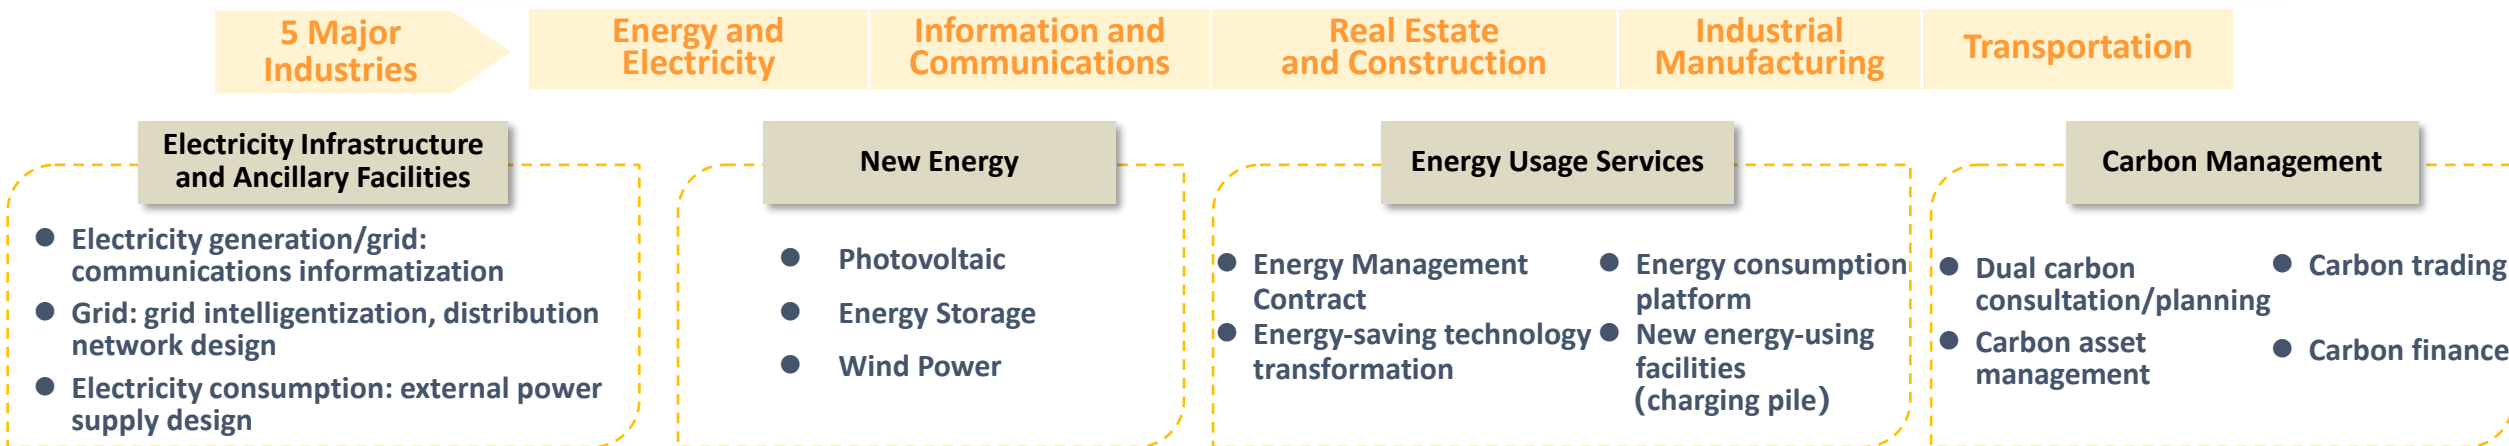 5 Major
Industries
Energy and
Electricity
Information and
Communications
Real Estate
and Construction
Industrial
Manufacturing
Transportation
Electricity Infrastructure
and Ancillary Facilities
● Electricity generation/grid:
communications informatization
● Grid: grid intelligentization, distribution
network design
● Electricity consumption: external power
supply design
New Energy
● Photovoltaic
● Energy Storage
● Wind Power
Energy Usage Services
● Energy Management
Contract
● Energy-saving technology
transformation
● Energy consumption
platform
● New energy-using
facilities
(charging pile)
Carbon Management
● Dual carbon
consultation/planning
● Carbon asset
management
● Carbon trading
● Carbon finance